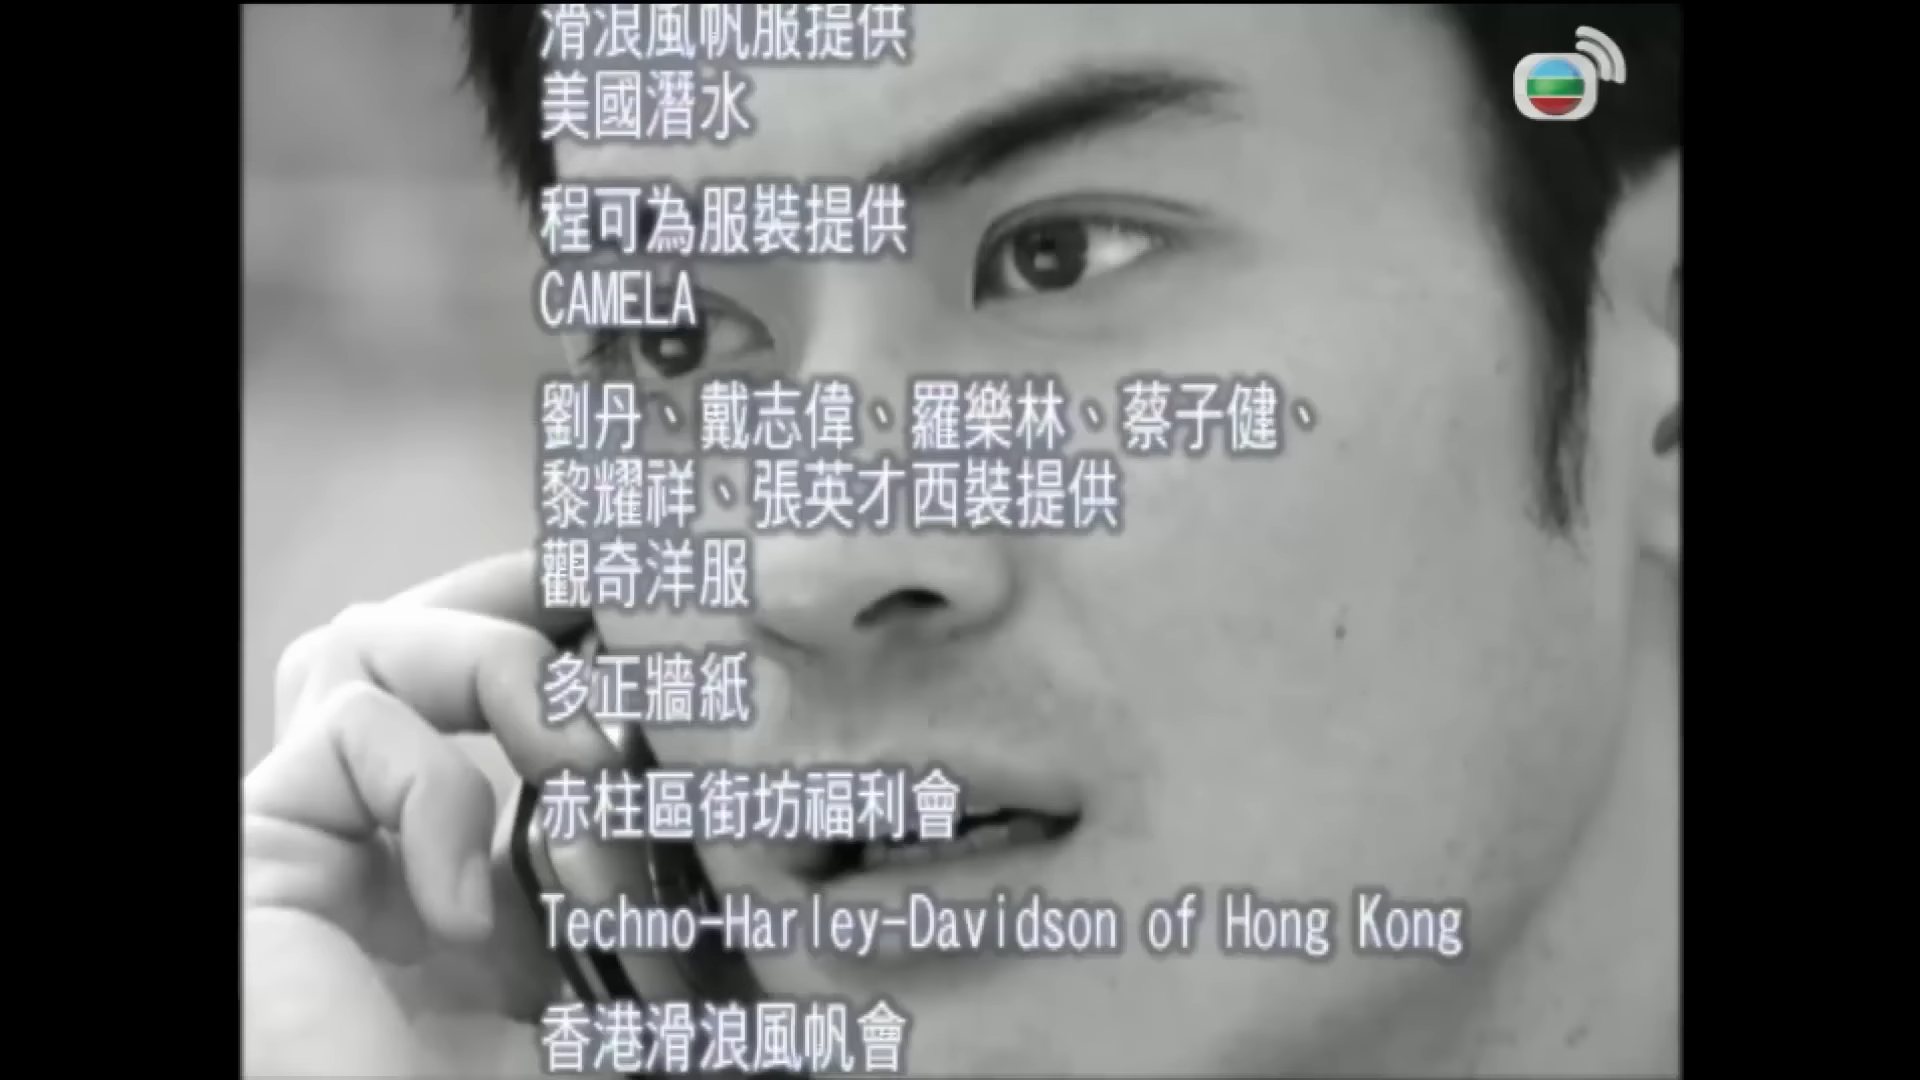 滑浪風帆服提供
美國潛水
程可為服裝提供
CAMELA
劉丹、戴志偉、羅樂林、蔡子健、
黎耀祥、張英才西裝提供
觀奇洋服
多正牆紙
赤柱區街坊福利會
Techno-Harley-Davidson of Hong Kong
香港滑浪風帆會